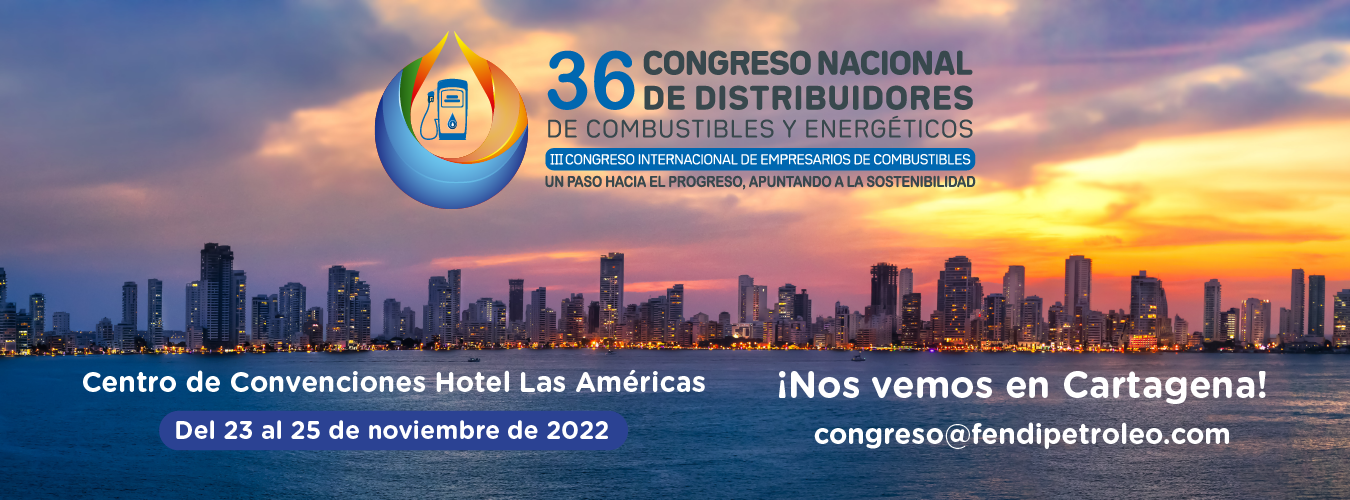 36 CONGRESO NACIONAL
DE DISTRIBUIDORES
DE COMBUSTIBLES Y ENERGÉTICOS
III CONGRESO INTERNACIONAL DE EMPRESARIOS DE COMBUSTIBLES
UN PASO HACIA EL PROGRESO, APUNTANDO A LA SOSTENIBILIDAD
Centro de Convenciones Hotel Las Américas
Del 23 al 25 de noviembre de 2022
¡Nos vemos en Cartagena!
congreso@fendipetroleo.com